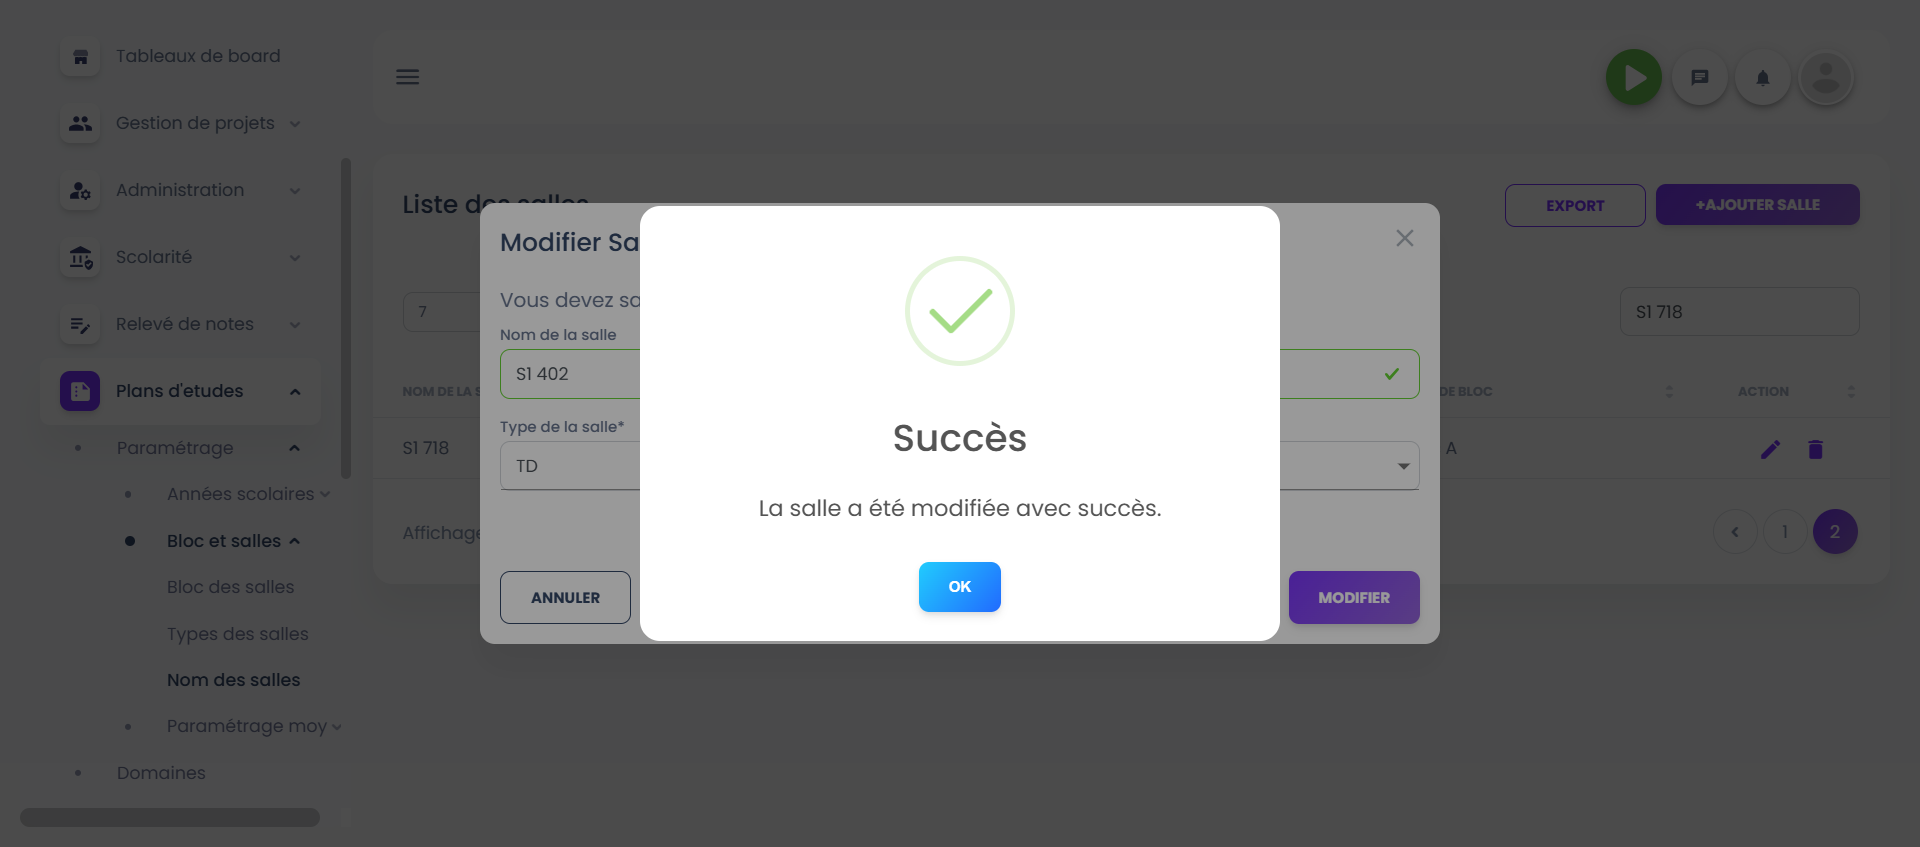 Tableaux de board
Gestion de projets
Administration
Scolarité
Relevé de notes
Plans d'etudes
Paramétrage
Années scolaires
Bloc et salles
Bloc des salles
Types des salles
Nom des salles
Paramétrage moy
Domaines
Liste des salles
EXPORT
+AJOUTER SALLE
7
S1 718
NOM DE LA S
DE BLOC
ACTION
S1 718
A
Affichage
1
2
Modifier Sa
Vous devez sa
Nom de la salle
S1 402
Type de la salle*
TD
ANNULER
MODIFIER
Succès
La salle a été modifiée avec succès.
OK